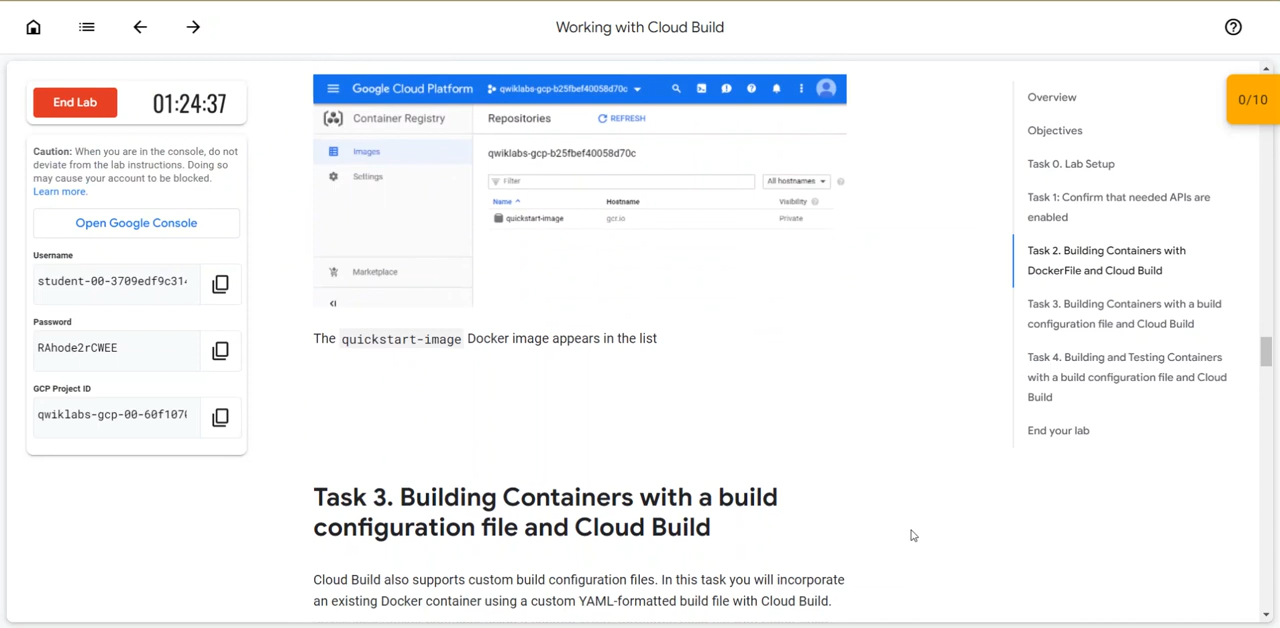 Working with Cloud Build
End Lab
01:24:37
Caution: When you are in the console, do not
deviate from the lab instructions. Doing so
may cause your account to be blocked.
Learn more.
Open Google Console
Username
student-00-3709edf9c314
Password
RAhode2rCWEE
GCP Project ID
qwiklabs-gcp-00-60f1070
Google Cloud Platform
qwiklabs-gcp-b25fbef40058d70c
Container Registry
Repositories
REFRESH
Images
Settings
qwiklabs-gcp-b25fbef40058d70c
Filter
All hostnames
Name
Hostname
Visibility
quickstart-image
gcr.io
Private
Marketplace
The quickstart-image Docker image appears in the list
Task 3. Building Containers with a build
configuration file and Cloud Build
Cloud Build also supports custom build configuration files. In this task you will incorporate
an existing Docker container using a custom YAML-formatted build file with Cloud Build.
Overview
Objectives
Task 0. Lab Setup
Task 1: Confirm that needed APIs are
enabled
Task 2. Building Containers with
DockerFile and Cloud Build
Task 3. Building Containers with a build
configuration file and Cloud Build
Task 4. Building and Testing Containers
with a build configuration file and Cloud
Build
End your lab
0/10